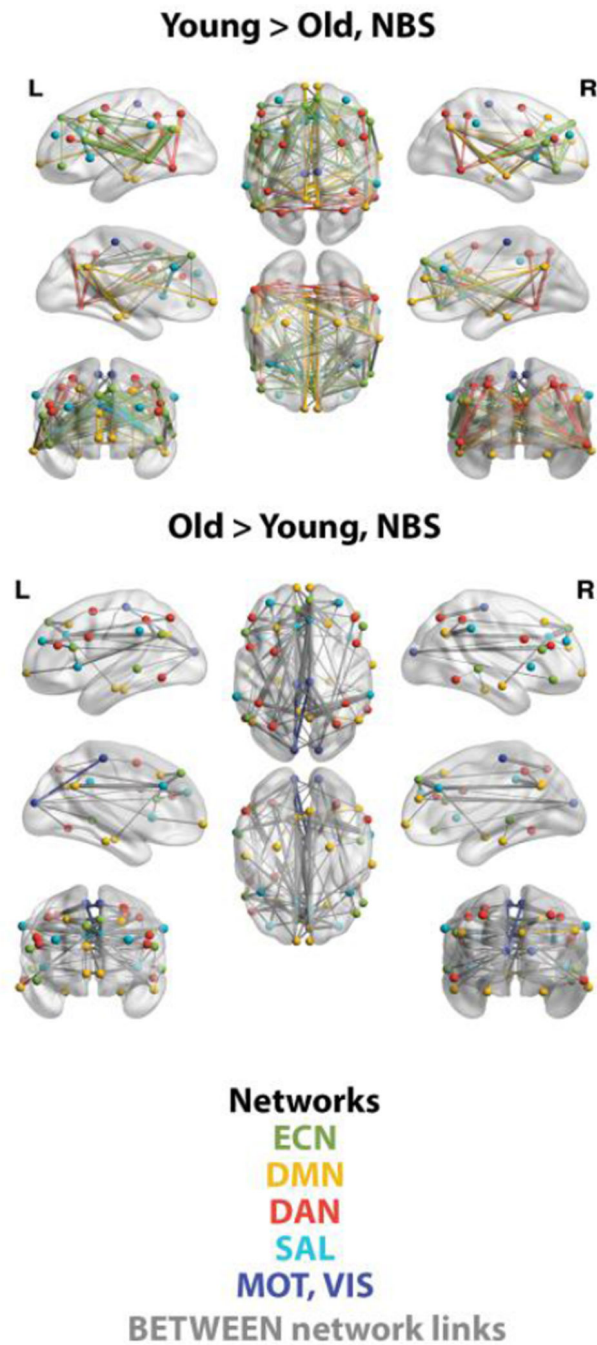 Young > Old, NBS
L
R
Old > Young, NBS
L
R
Networks
ECN
DMN
DAN
SAL
MOT, VIS
BETWEEN network links